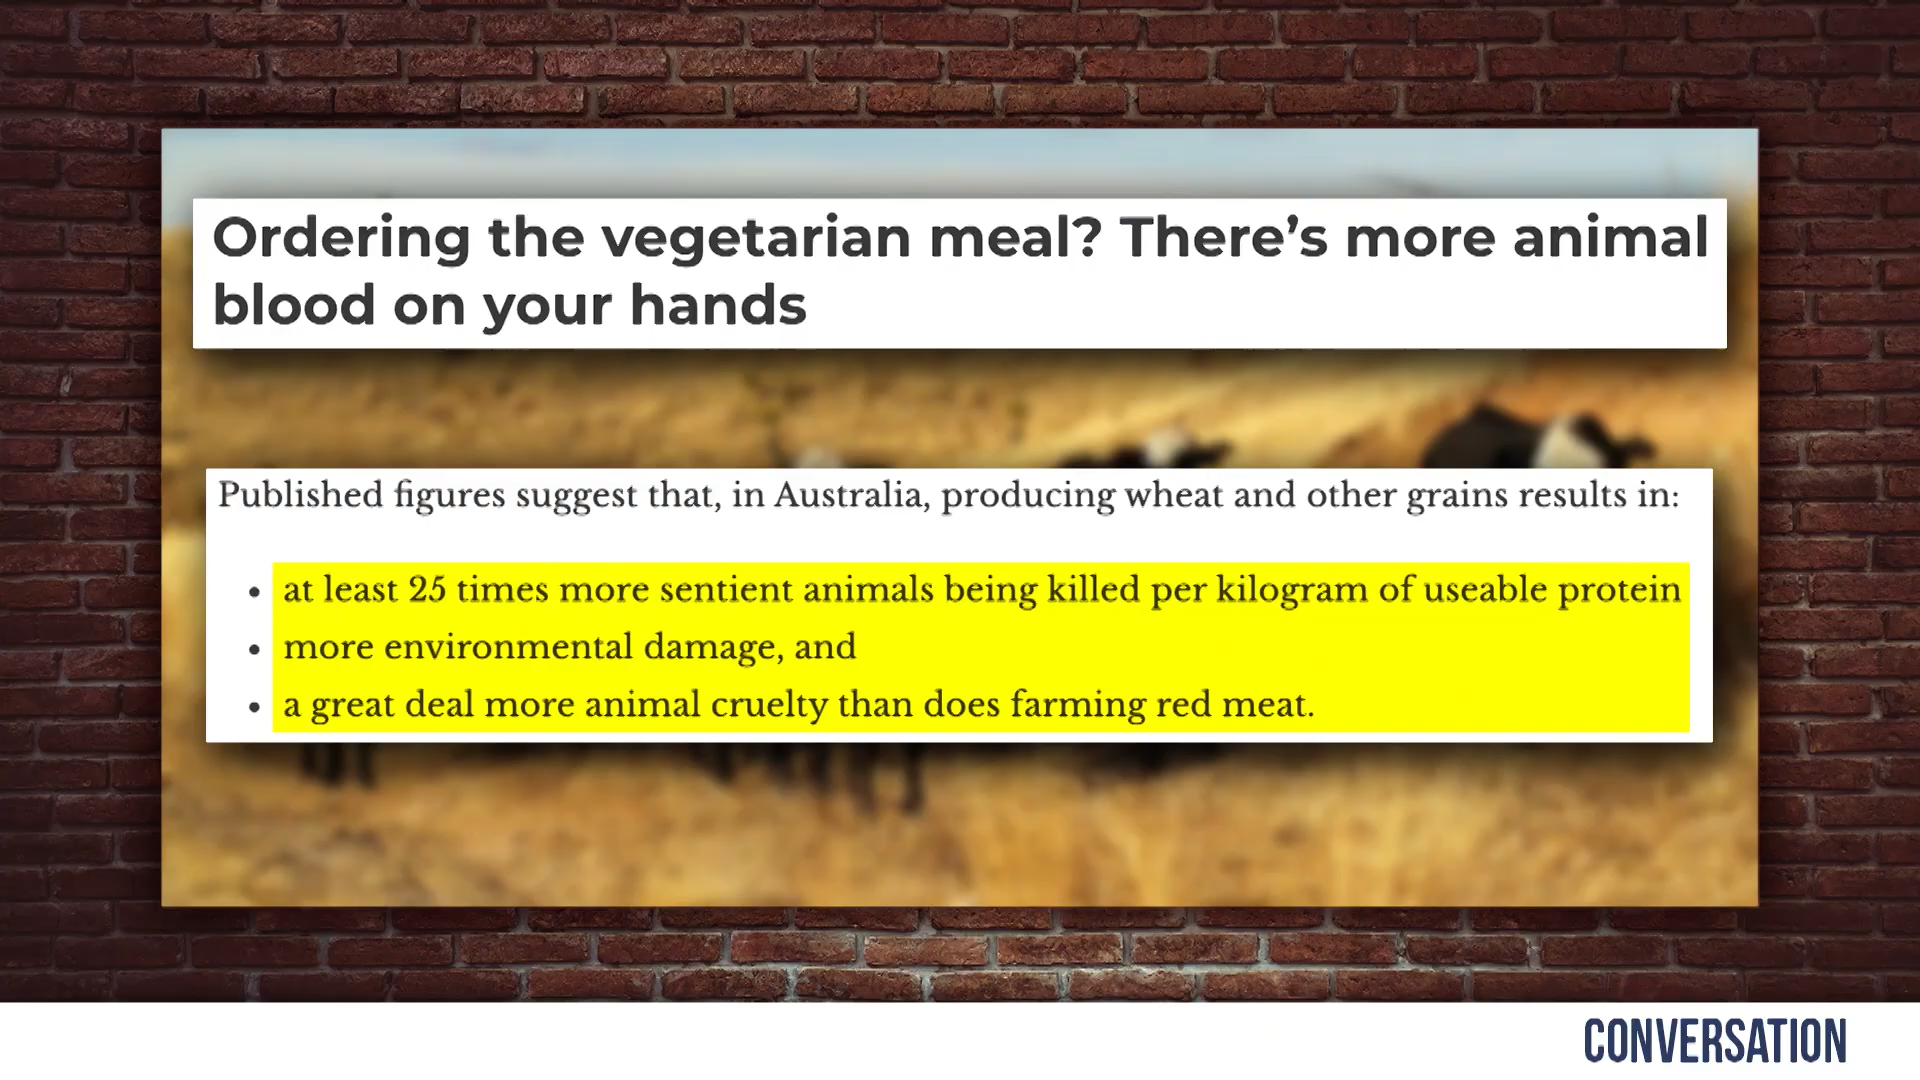 Ordering the vegetarian meal? There’s more animal
blood on your hands
Published figures suggest that, in Australia, producing wheat and other grains results in:
• at least 25 times more sentient animals being killed per kilogram of useable protein
• more environmental damage, and
• a great deal more animal cruelty than does farming red meat.
CONVERSATION